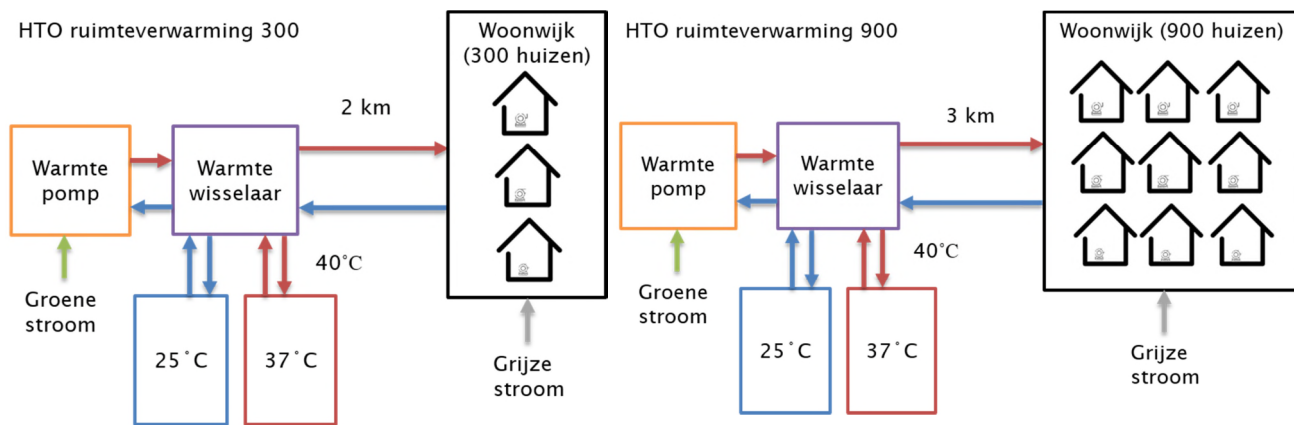 HTO ruimteverwarming 300
Woonwijk
(300 huizen)
2 km
Warmte
pomp
Warmte
wisselaar
40°C
Groene
stroom
25°C
37°C
Grijze
stroom
HTO ruimteverwarming 900
Woonwijk (900 huizen)
3 km
Warmte
pomp
Warmte
wisselaar
40°C
Groene
stroom
25°C
37°C
Grijze
stroom